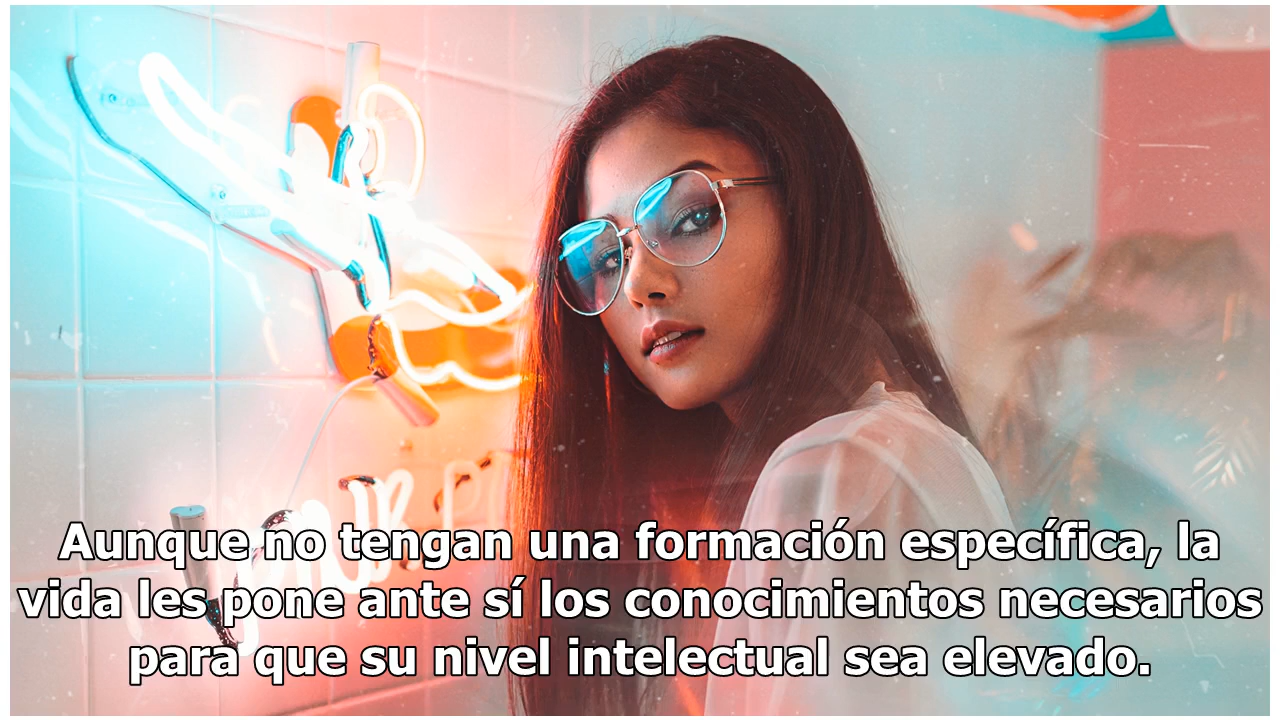 Aunque no tengan una formación específica, la
vida les pone ante sí los conocimientos necesarios
para que su nivel intelectual sea elevado.